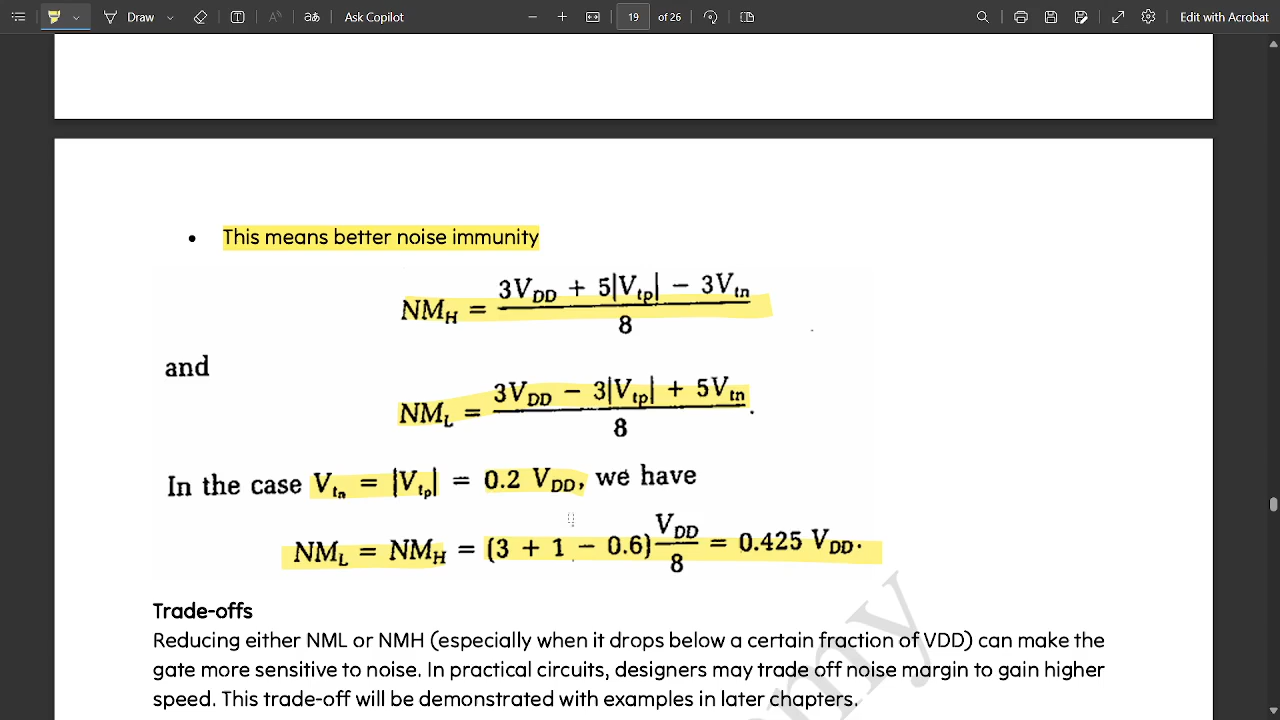 Draw
Ask Copilot
19 of 26
Edit with Acrobat
• This means better noise immunity
NM_H = (3V_DD + 5|V_tp| − 3V_tn) / 8
and
NM_L = (3V_DD − 3|V_tp| + 5V_tn) / 8.
In the case V_tn = |V_tp| = 0.2 V_DD, we have
NM_L = NM_H = (3 + 1 − 0.6) V_DD / 8 = 0.425 V_DD.
Trade-offs
Reducing either NML or NMH (especially when it drops below a certain fraction of VDD) can make the
gate more sensitive to noise. In practical circuits, designers may trade off noise margin to gain higher
speed. This trade-off will be demonstrated with examples in later chapters.